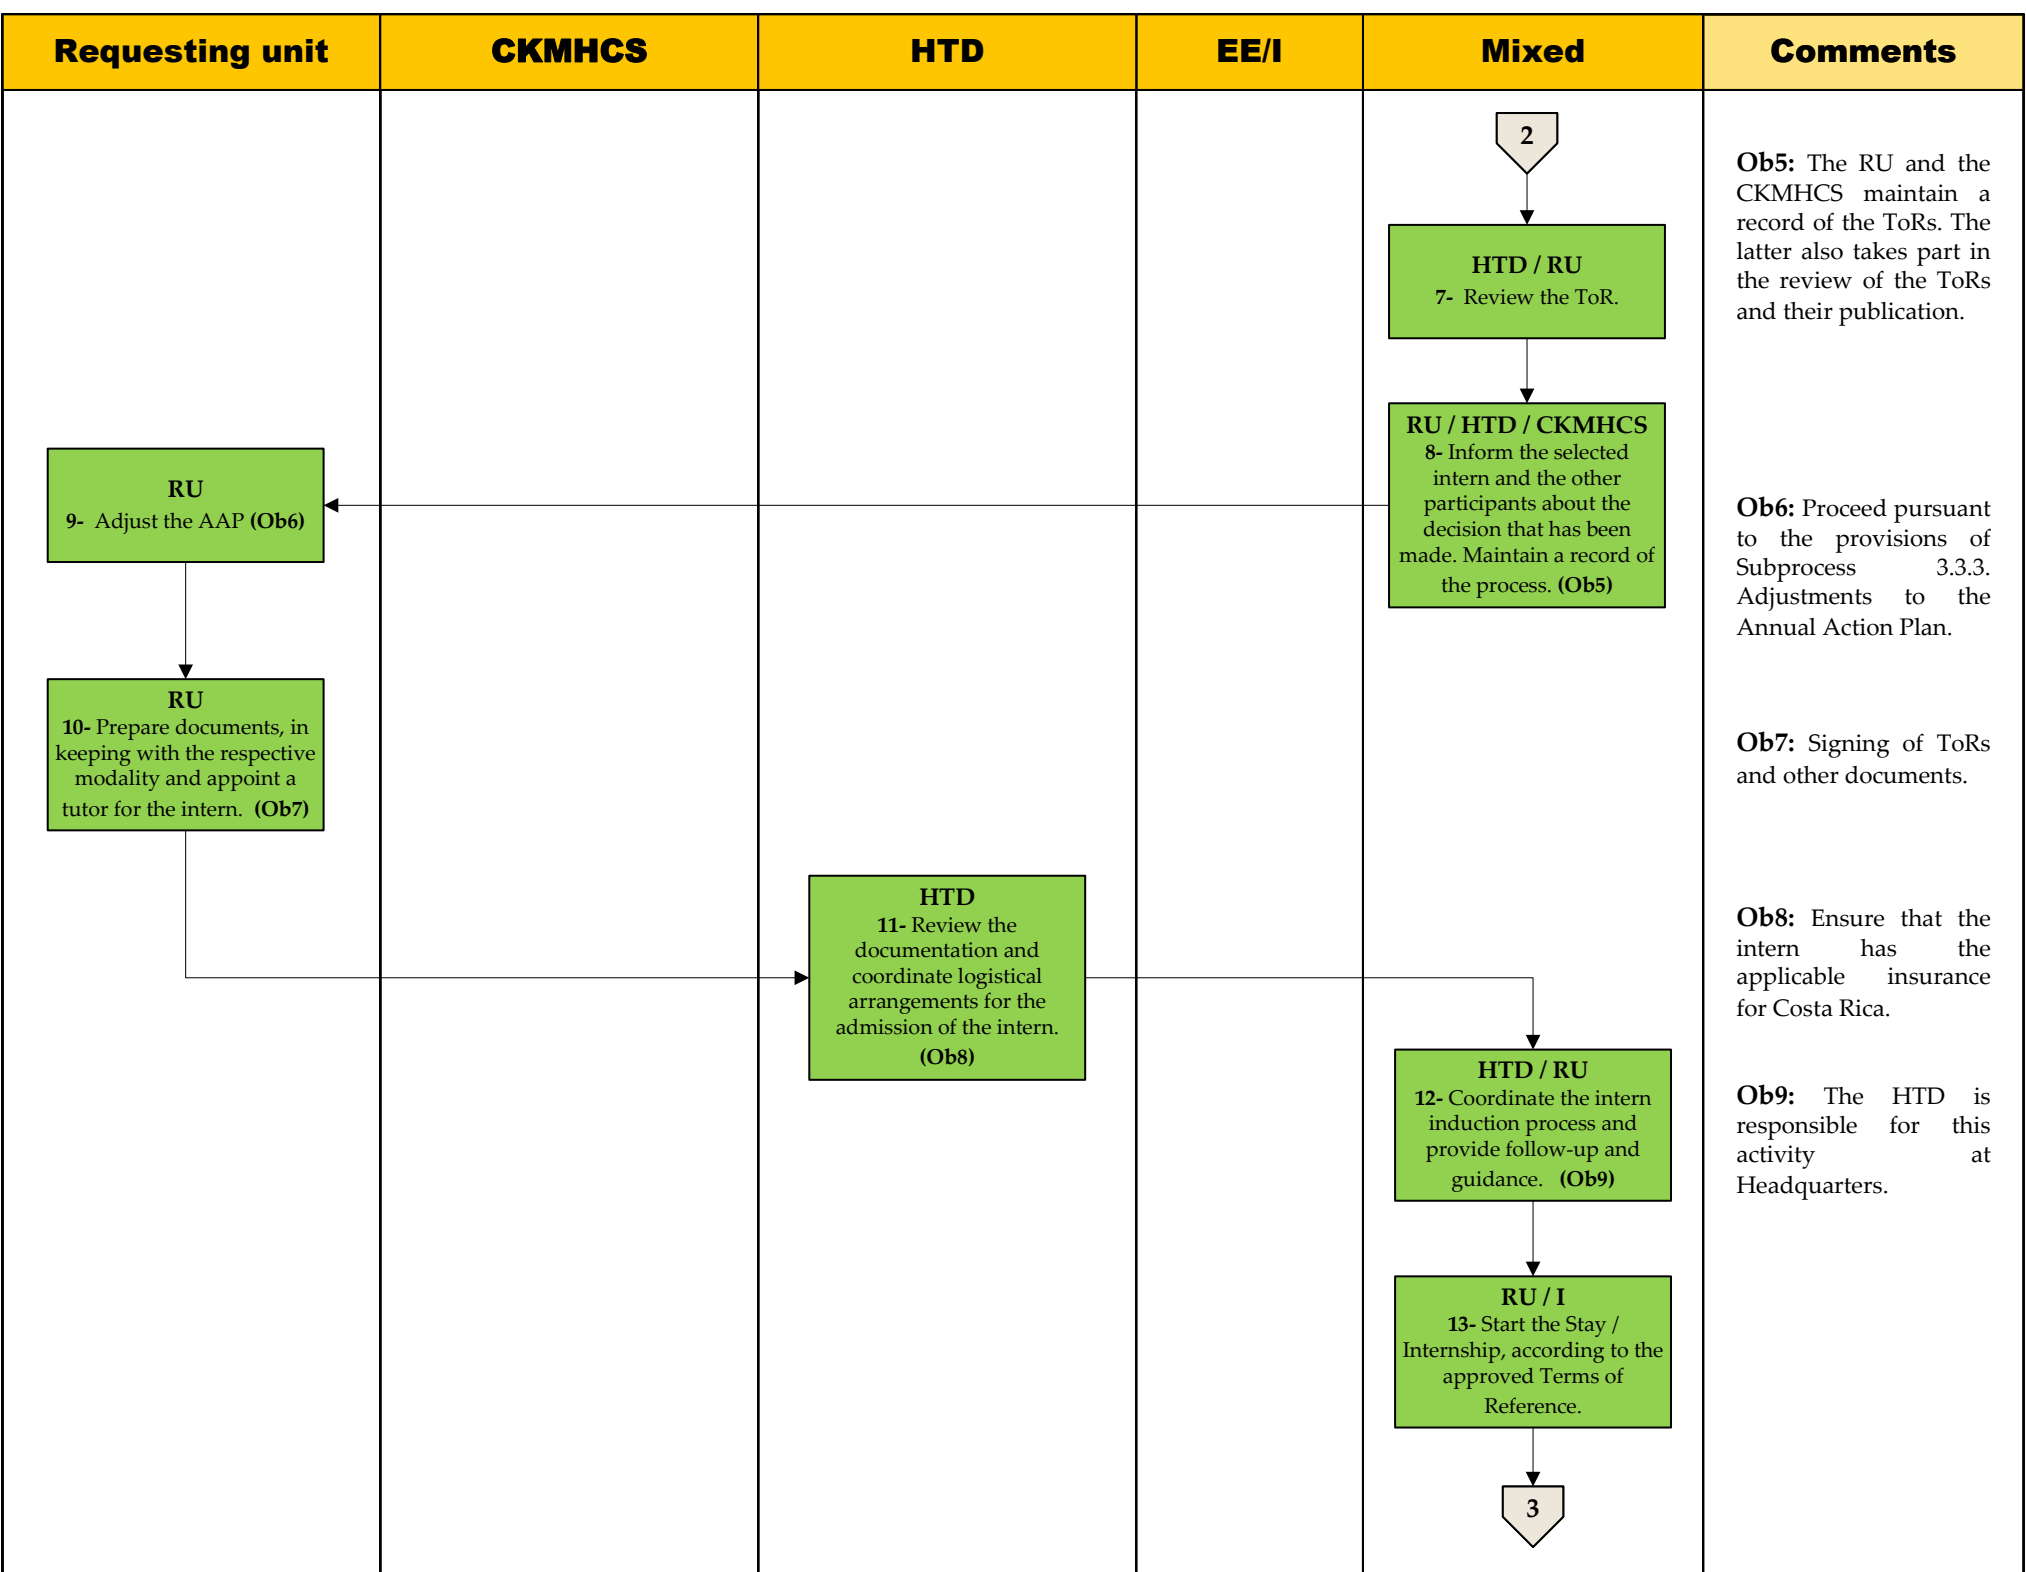 Requesting unit
CKMHCS
HTD
EE/I
Mixed
Comments
2
HTD / RU
7- Review the ToR.
RU / HTD / CKMHCS
8- Inform the selected
intern and the other
participants about the
decision that has been
made. Maintain a record of
the process. (Ob5)
RU
9- Adjust the AAP (Ob6)
RU
10- Prepare documents, in
keeping with the respective
modality and appoint a
tutor for the intern. (Ob7)
HTD
11- Review the
documentation and
coordinate logistical
arrangements for the
admission of the intern.
(Ob8)
HTD / RU
12- Coordinate the intern
induction process and
provide follow-up and
guidance. (Ob9)
RU / I
13- Start the Stay /
Internship, according to the
approved Terms of
Reference.
3
Ob5: The RU and the
CKMHCS maintain a
record of the ToRs. The
latter also takes part in
the review of the ToRs
and their publication.
Ob6: Proceed pursuant
to the provisions of
Subprocess 3.3.3.
Adjustments to the
Annual Action Plan.
Ob7: Signing of ToRs
and other documents.
Ob8: Ensure that the
intern has the
applicable insurance
for Costa Rica.
Ob9: The HTD is
responsible for this
activity at
Headquarters.